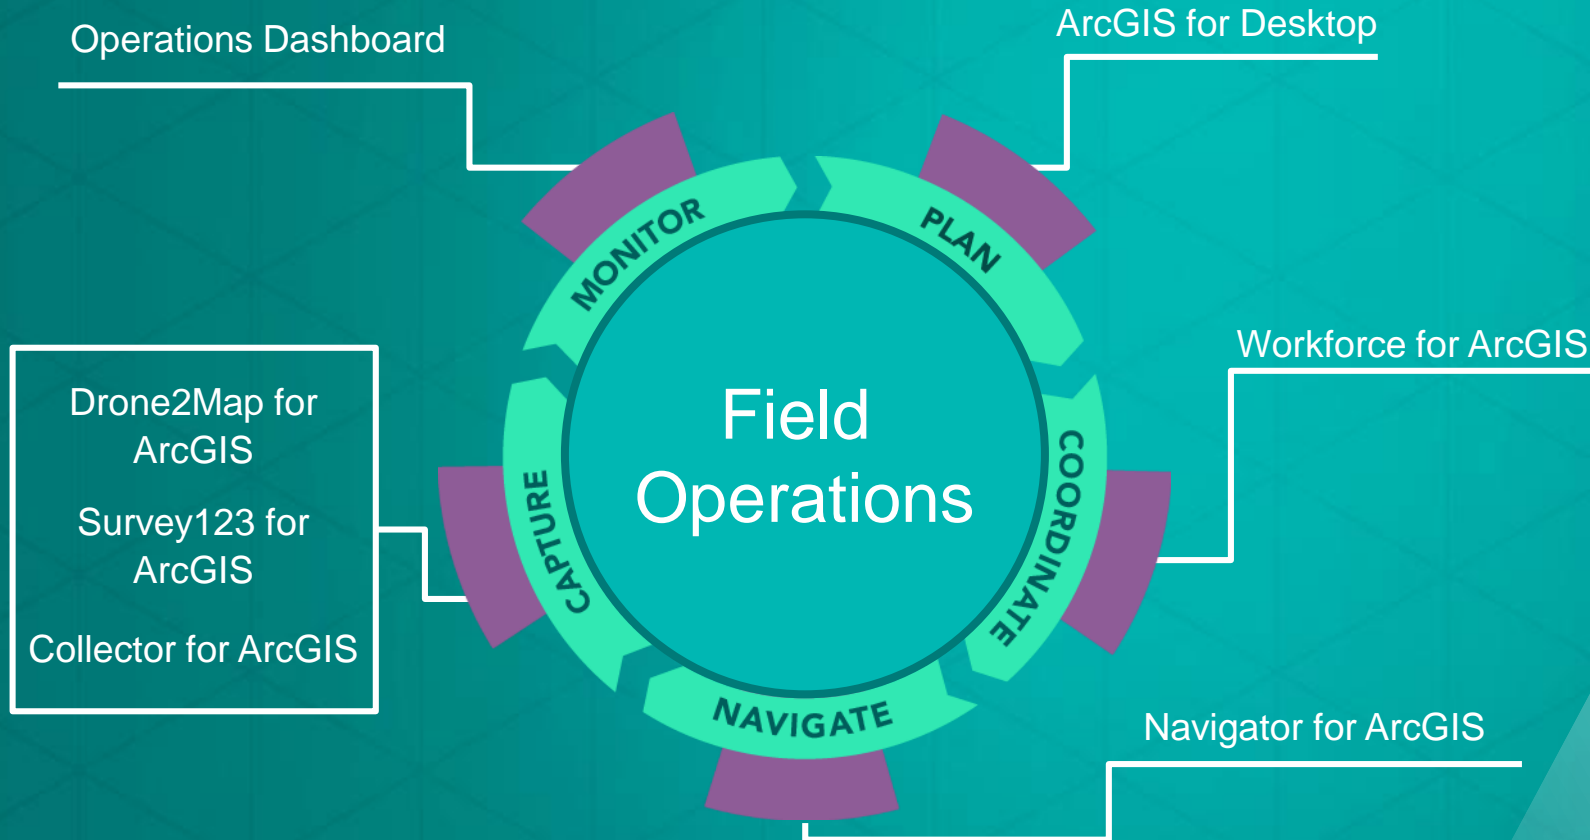 Operations Dashboard
ArcGIS for Desktop
MONITOR
PLAN
Workforce for ArcGIS
Drone2Map for
ArcGIS
Survey123 for
ArcGIS
Collector for ArcGIS
Field
Operations
CAPTURE
COORDINATE
NAVIGATE
Navigator for ArcGIS